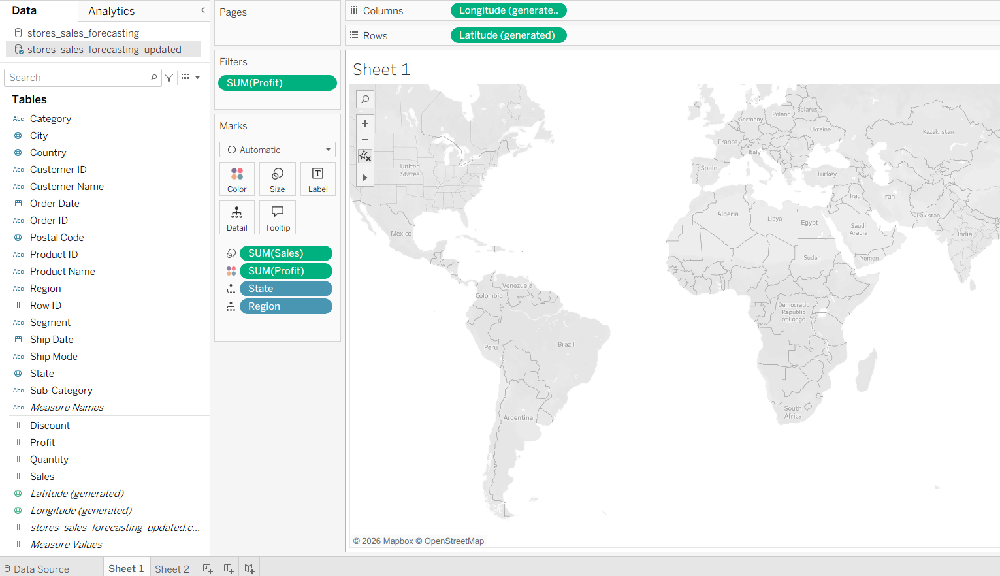 Data
Analytics
stores_sales_forecasting
stores_sales_forecasting_updated
Search
Tables
Abc Category
City
Country
Abc Customer ID
Abc Customer Name
Order Date
Abc Order ID
Postal Code
Abc Product ID
Abc Product Name
Abc Region
# Row ID
Abc Segment
Ship Date
Abc Ship Mode
State
Abc Sub-Category
Abc Measure Names
# Discount
# Profit
# Quantity
# Sales
Latitude (generated)
Longitude (generated)
# stores_sales_forecasting_updated.c...
# Measure Values
Pages
Filters
SUM(Profit)
Marks
Automatic
Color
Size
T
Label
Detail
Tooltip
SUM(Sales)
SUM(Profit)
State
Region
Columns
Longitude (generate..
Rows
Latitude (generated)
Sheet 1
United
States
Mexico
Venezuela
Colombia
Peru
Brazil
Argentina
Germany
Poland
Belarus
Ukraine
France
Italy
Spain
Turkey
Kazakhstan
Iraq
Iran
Pakistan
India
Algeria
Libya
Egypt
Saudi
Arabia
Sudan
Yemen
Democratic
Republic
of Congo
South
Africa
© 2026 Mapbox © OpenStreetMap
Data Source
Sheet 1
Sheet 2